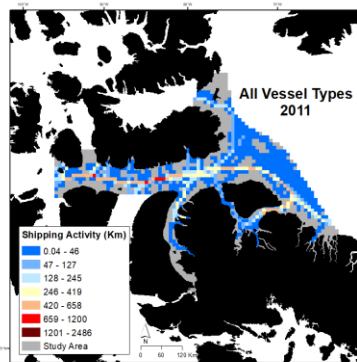 All Vessel Types
2011
Shipping Activity (Km)
0.04 - 46
47 - 127
128 - 245
246 - 419
420 - 658
659 - 1200
1201 - 2486
Study Area
N
0 30 60 120 Km